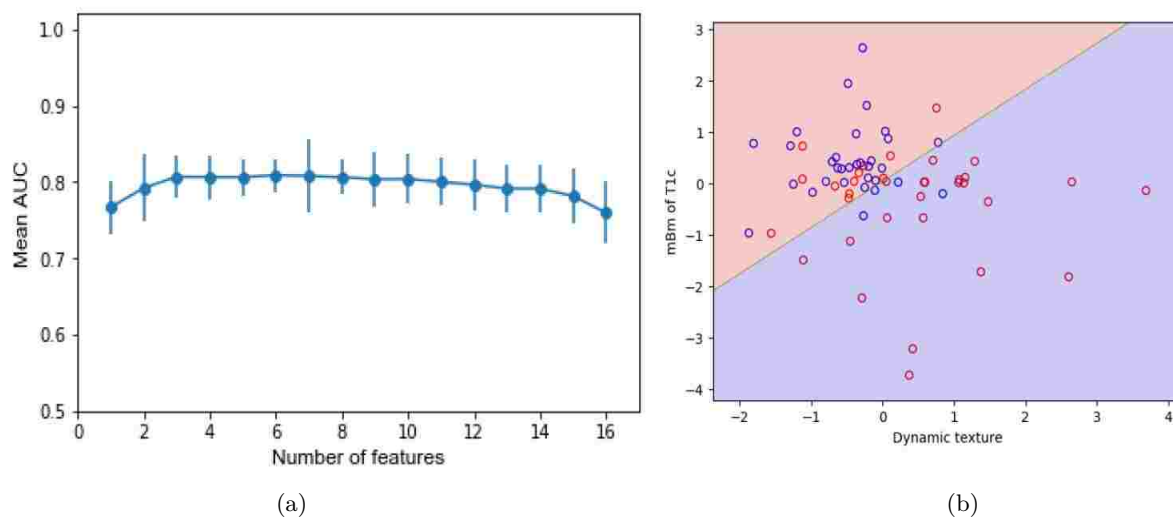 1.0
0.9
0.8
0.7
0.6
0.5
Mean AUC
0 2 4 6 8 10 12 14 16
Number of features
(a)
3
2
1
0
−1
−2
−3
−4
mBm of T1c
−2 −1 0 1 2 3 4
Dynamic texture
(b)